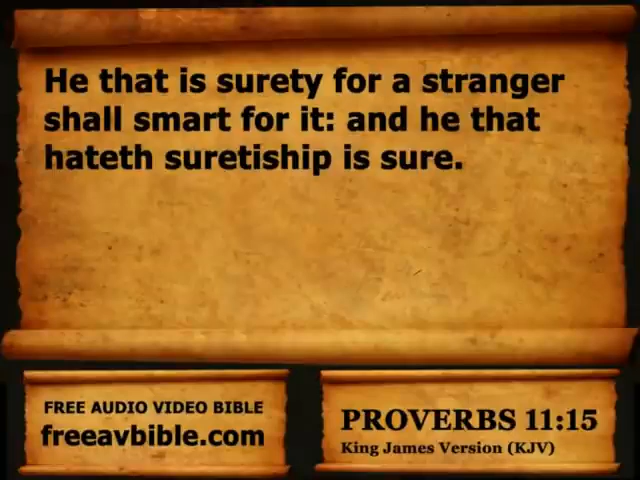 He that is surety for a stranger
shall smart for it: and he that
hateth suretiship is sure.
FREE AUDIO VIDEO BIBLE
freeavbible.com
PROVERBS 11:15
King James Version (KJV)